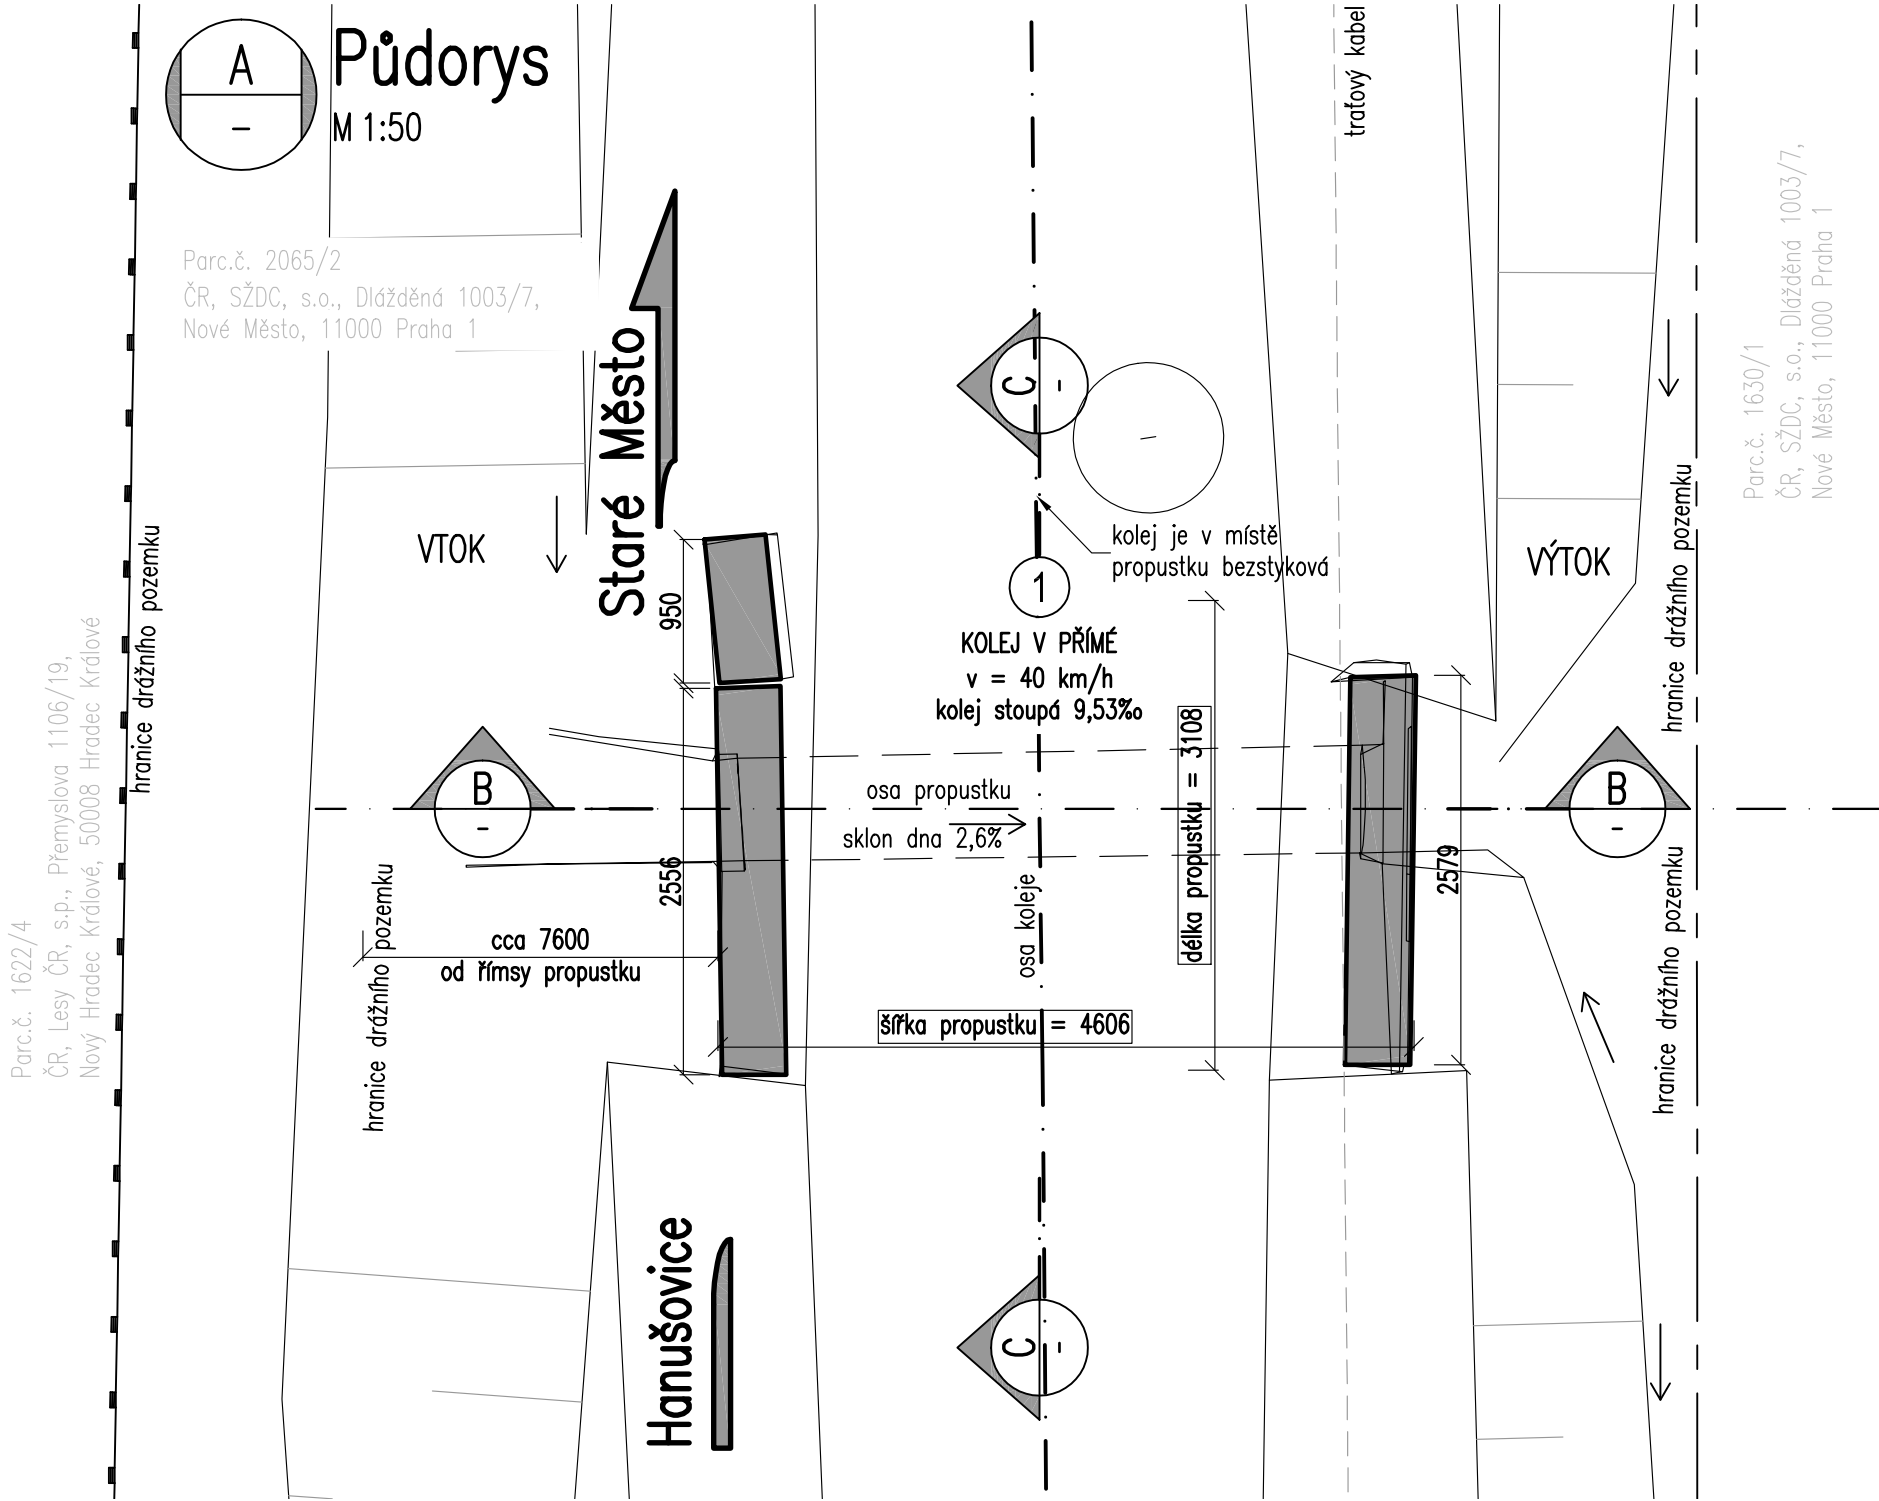 A
-
Půdorys
M 1:50
Parc.č. 2065/2
ČR, SŽDC, s.o., Dlážděná 1003/7,
Nové Město, 11000 Praha 1
Staré Město
traťový kabel
Parc.č. 1630/1
ČR, SŽDC, s.o., Dlážděná 1003/7,
Nové Město, 11000 Praha 1
C
-
VTOK
kolej je v místě
propustku bezstyková
VÝTOK
hranice drážního pozemku
hranice drážního pozemku
1
950
KOLEJ V PŘÍMÉ
v = 40 km/h
kolej stoupá 9,53‰
Parc.č. 1622/4
ČR, Lesy ČR, s.p., Přemyslova 1106/19,
Nový Hradec Králové, 50008 Hradec Králové
B
-
osa propustku
sklon dna 2,6%
délka propustku = 3108
B
-
2556
2579
hranice drážního pozemku
cca 7600
od římsy propustku
osa koleje
hranice drážního pozemku
šířka propustku = 4606
Hanušovice
C
-